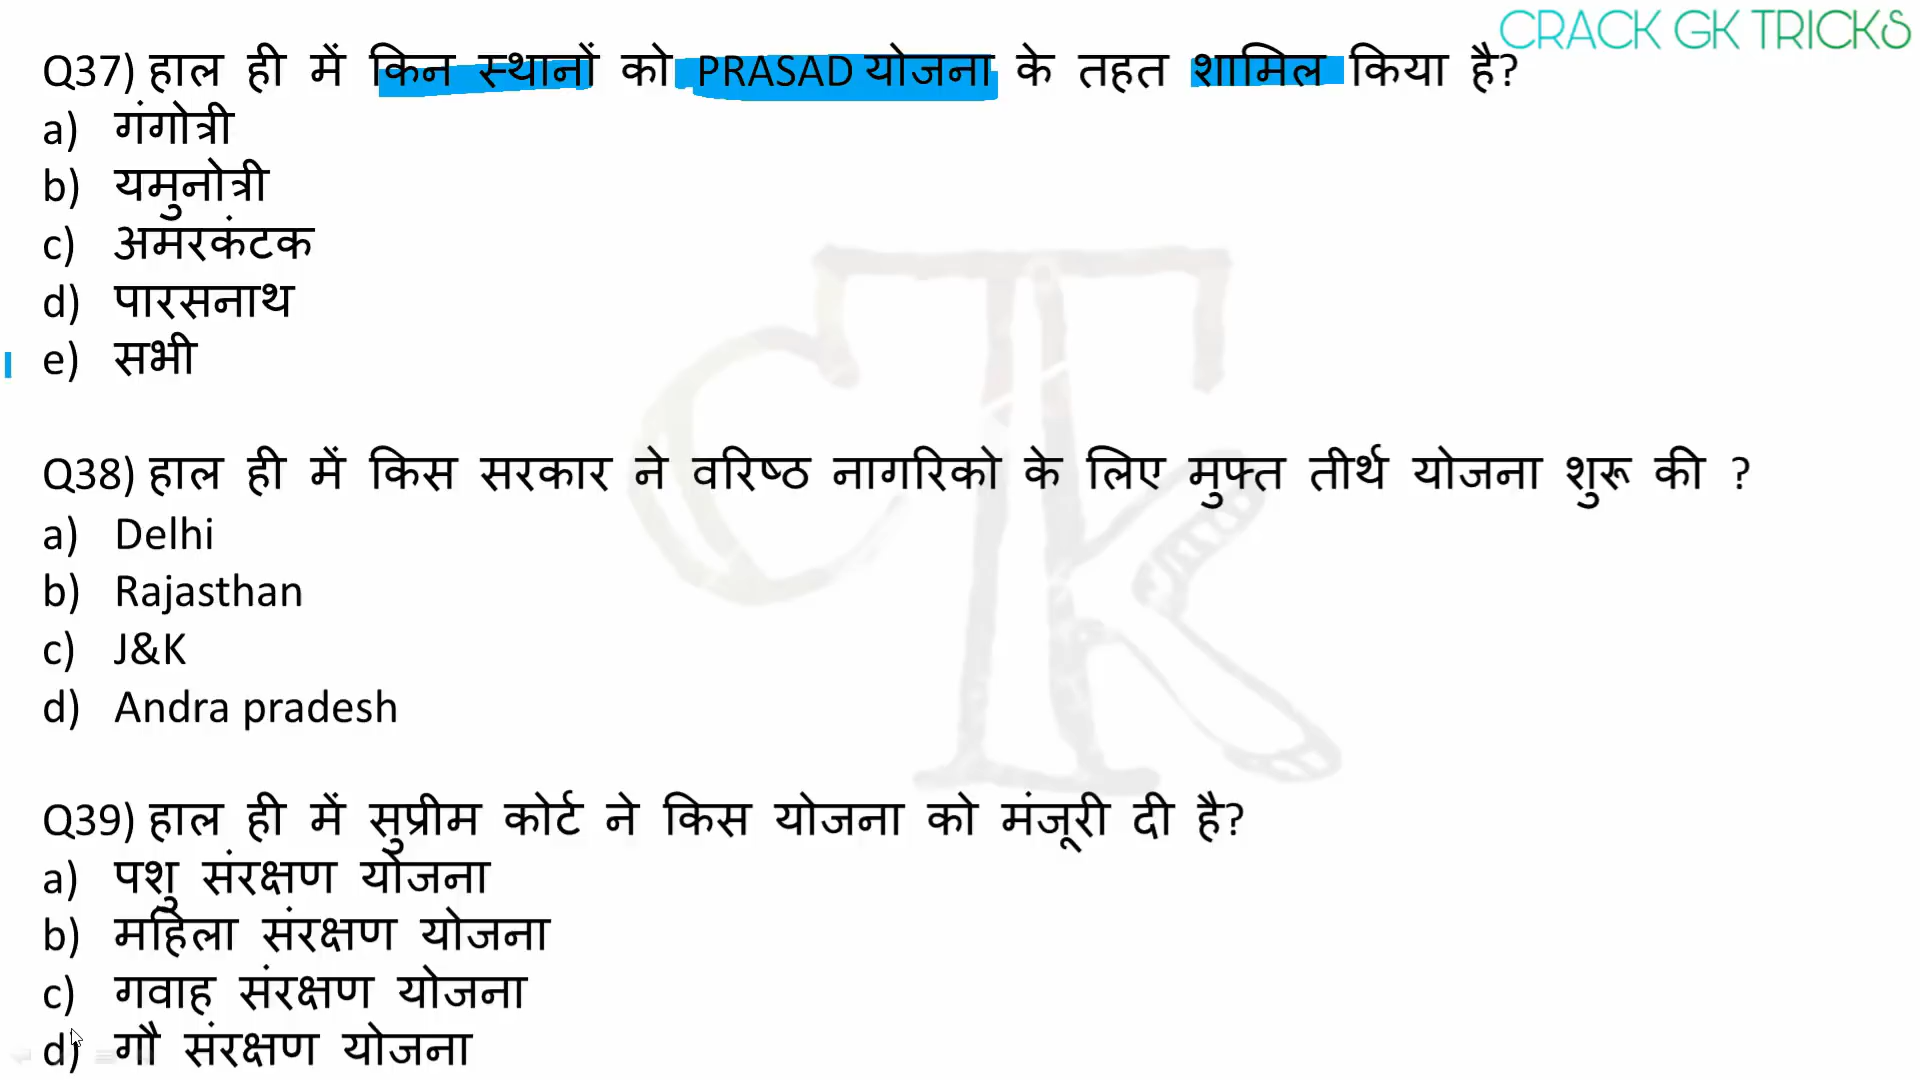 CRACK GK TRICKS
Q37) हाल ही में किन स्थानों को PRASAD योजना के तहत शामिल किया है?
a) गंगोत्री
b) यमुनोत्री
c) अमरकंटक
d) पारसनाथ
e) सभी
Q38) हाल ही में किस सरकार ने वरिष्ठ नागरिको के लिए मुफ्त तीर्थ योजना शुरू की ?
a) Delhi
b) Rajasthan
c) J&K
d) Andra pradesh
Q39) हाल ही में सुप्रीम कोर्ट ने किस योजना को मंजूरी दी है?
a) पशु संरक्षण योजना
b) महिला संरक्षण योजना
c) गवाह संरक्षण योजना
d) गौ संरक्षण योजना
CTK